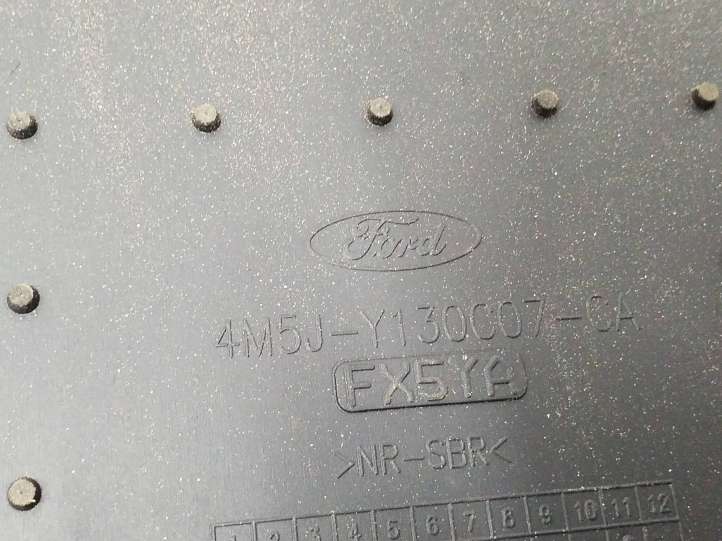 Ford
4M5J-Y130C07-CA
FX5YA
>NR-SBR<
1 2 3 4 5 6 7 8 9 10 11 12